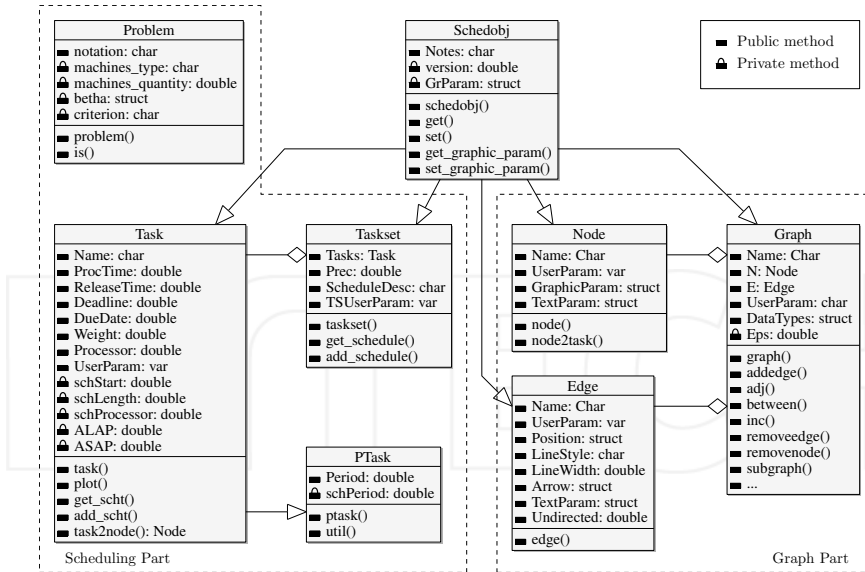 Problem
notation: char
machines_type: char
machines_quantity: double
betha: struct
criterion: char
problem()
is()
Schedobj
Notes: char
version: double
GrParam: struct
schedobj()
get()
set()
get_graphic_param()
set_graphic_param()
Public method
Private method
Task
Name: char
ProcTime: double
ReleaseTime: double
Deadline: double
DueDate: double
Weight: double
Processor: double
UserParam: var
schStart: double
schLength: double
schProcessor: double
ALAP: double
ASAP: double
task()
plot()
get_scht()
add_scht()
task2node(): Node
Taskset
Tasks: Task
Prec: double
ScheduleDesc: char
TSUserParam: var
taskset()
get_schedule()
add_schedule()
PTask
Period: double
schPeriod: double
ptask()
util()
Scheduling Part
Node
Name: Char
UserParam: var
GraphicParam: struct
TextParam: struct
node()
node2task()
Edge
Name: Char
UserParam: var
Position: struct
LineStyle: char
LineWidth: double
Arrow: struct
TextParam: struct
Undirected: double
edge()
Graph
Name: Char
N: Node
E: Edge
UserParam: char
DataTypes: struct
Eps: double
graph()
addedge()
adj()
between()
inc()
removeedge()
removenode()
subgraph()
...
Graph Part